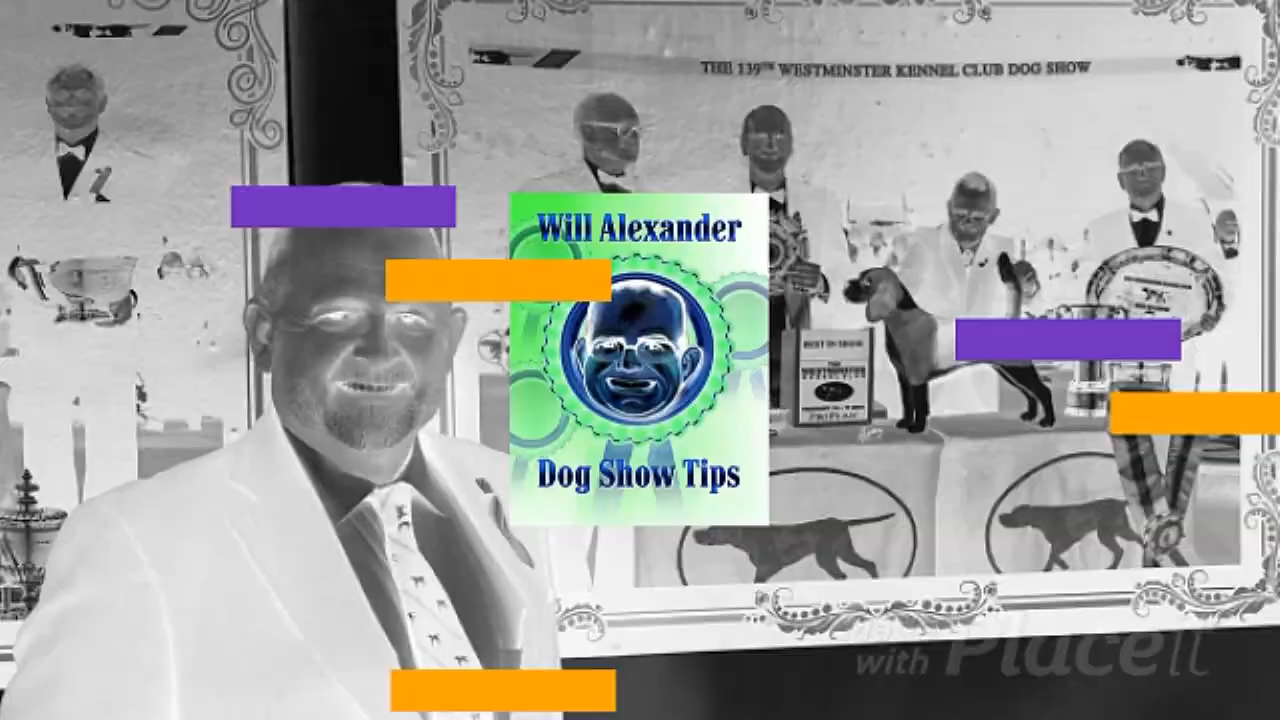 THE 139TH WESTMINSTER KENNEL CLUB DOG SHOW
Will Alexander
BEST IN SHOW
Dog Show Tips
with Placeit